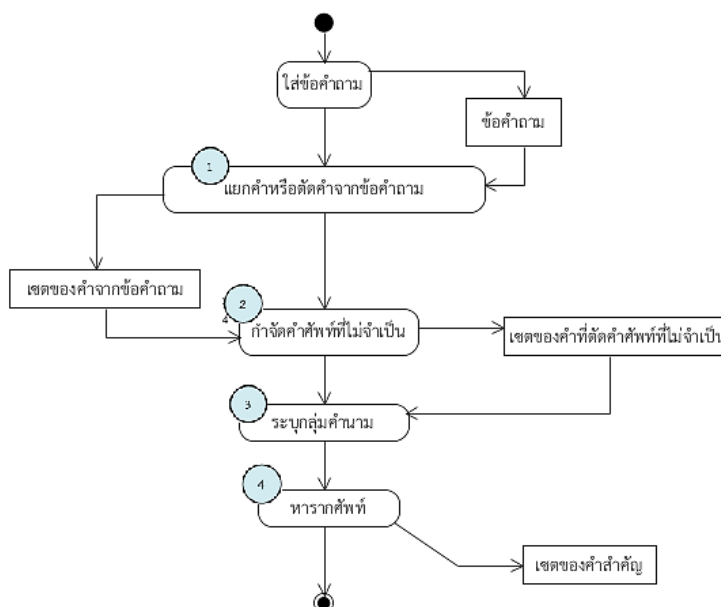 ใส่ข้อคำถาม
ข้อคำถาม
1
แยกคำหรือตัดคำจากข้อคำถาม
เซตของคำจากข้อคำถาม
2
4
กำจัดคำศัพท์ที่ไม่จำเป็น
เซตของคำที่ตัดคำศัพท์ที่ไม่จำเป็น
3
ระบุกลุ่มคำนาม
4
หารากศัพท์
เซตของคำสำคัญ